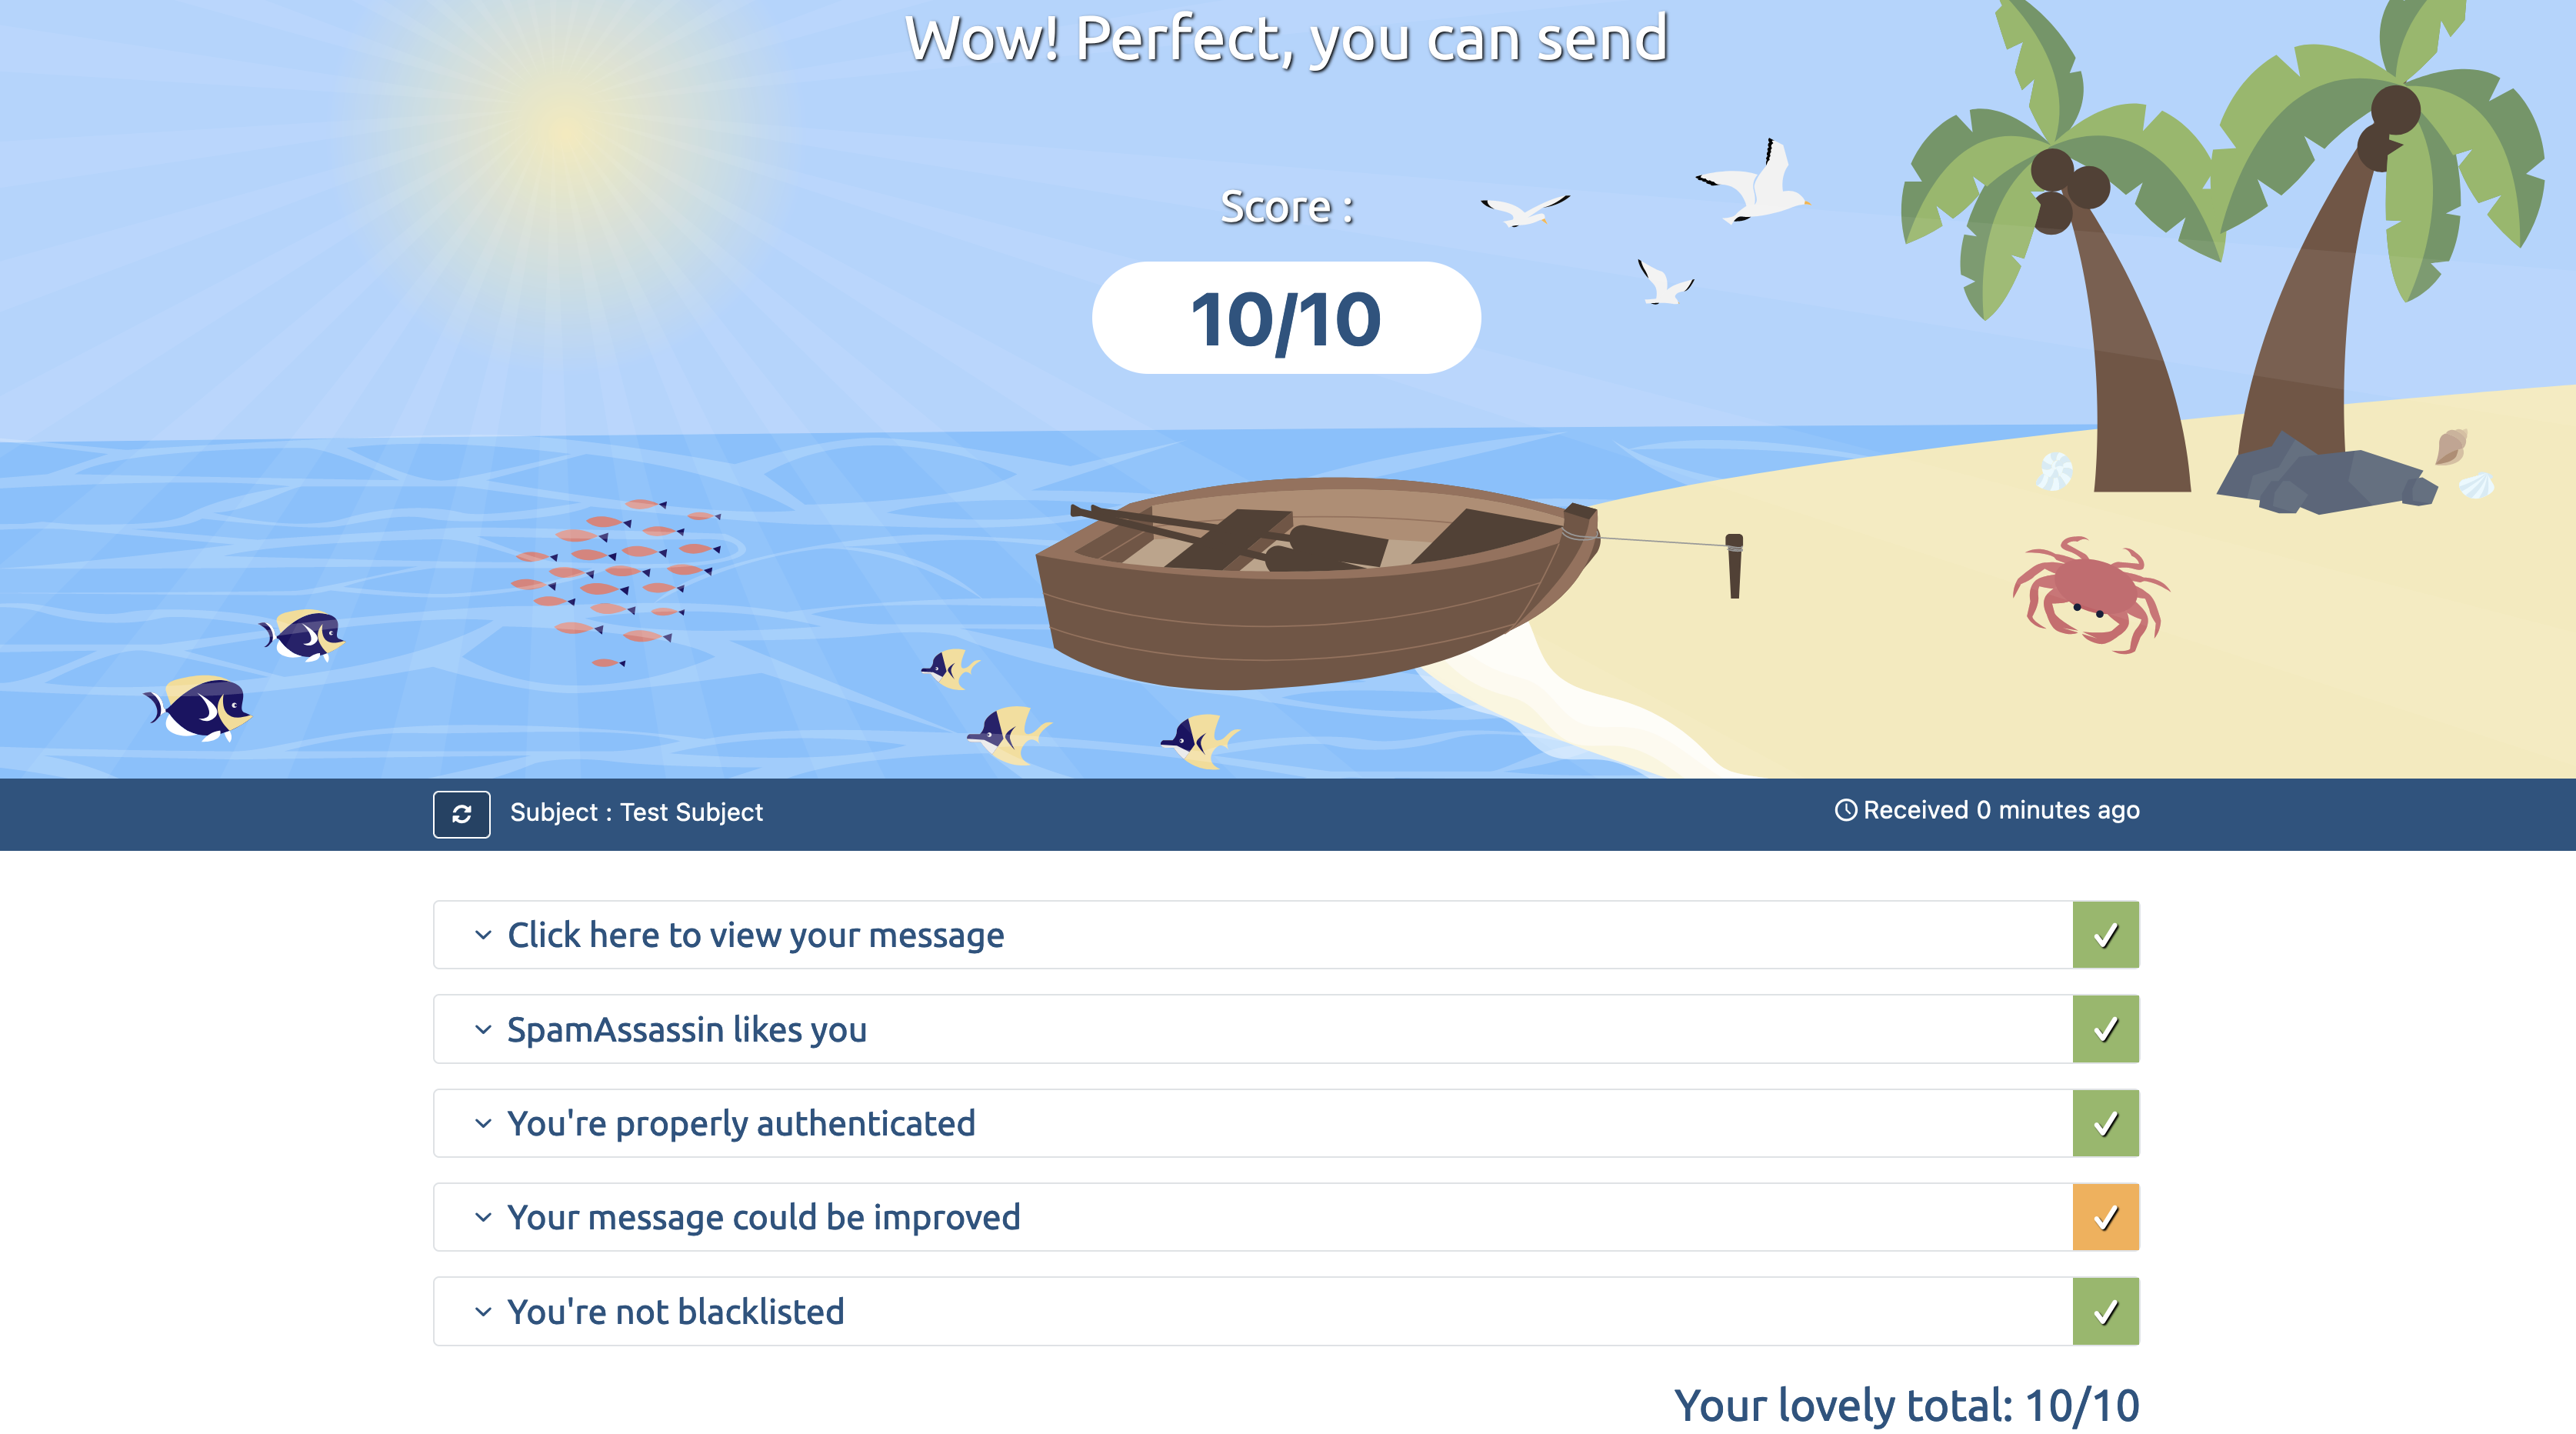 Wow! Perfect, you can send
Score :
10/10
Subject : Test Subject
Received 0 minutes ago
Click here to view your message
SpamAssassin likes you
You're properly authenticated
Your message could be improved
You're not blacklisted
Your lovely total: 10/10